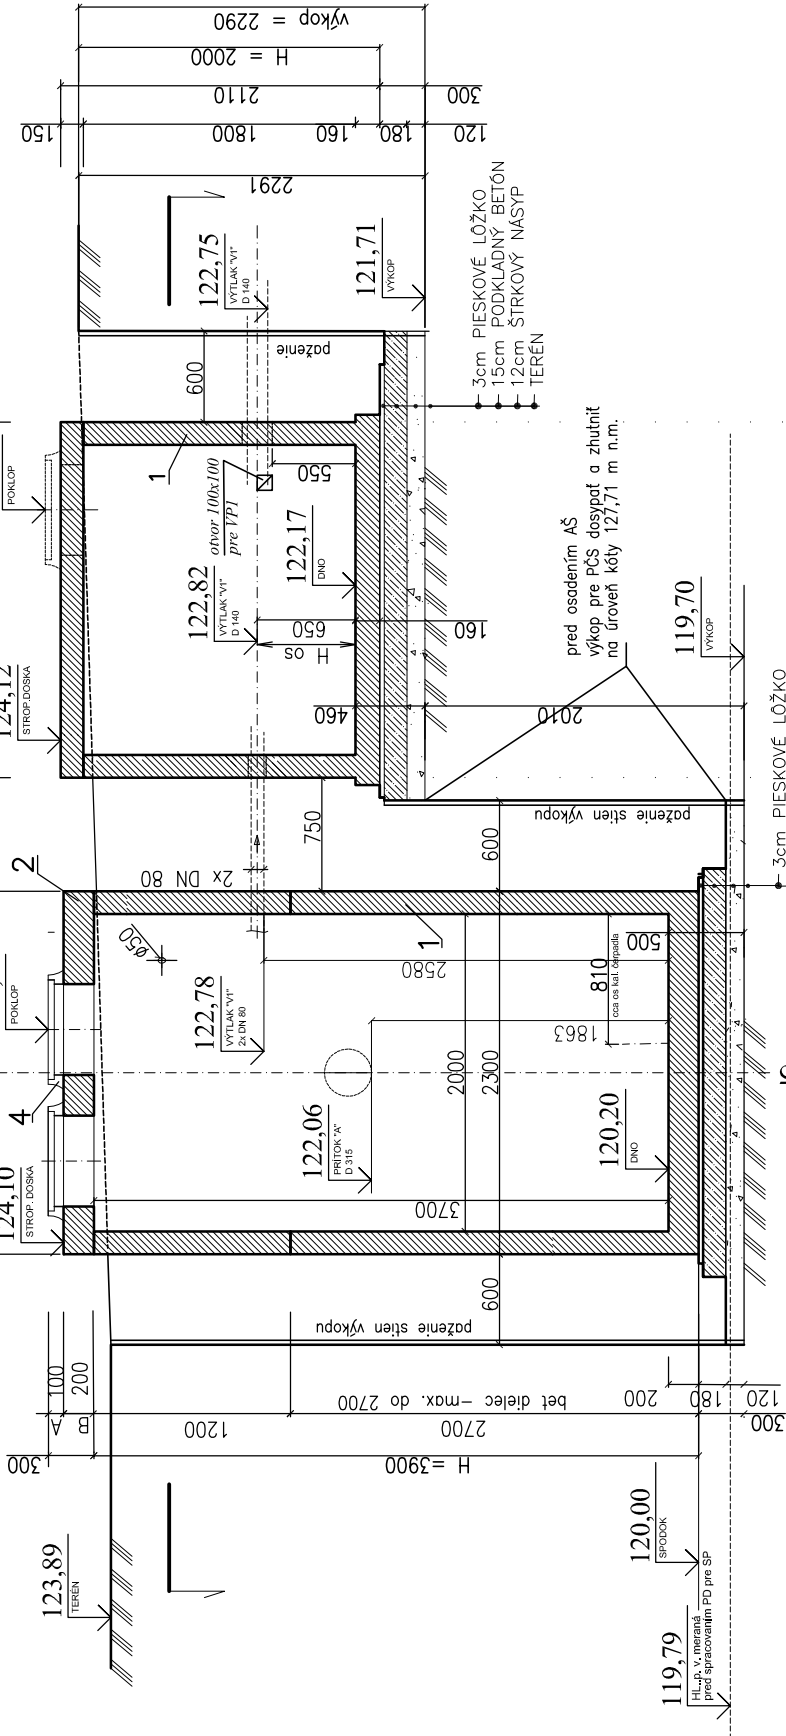 výkop = 2290
H = 2000
2110
300
150
1800
160
180
120
2291
122,75
VÝTLAK "V1"
D 140
121,71
VÝKOP
3cm PIESKOVÉ LÔŽKO
15cm PODKLADNÝ BETÓN
12cm ŠTRKOVÝ NÁSYP
TERÉN
paženie
600
POKLOP
1
otvor 100x100
pre VP1
550
122,82
VÝTLAK "V1"
D 140
122,17
DNO
650
H os
160
460
2010
124,12
STROP.DOSKA
pred osadením AŠ
výkop pre PČS dosypať a zhutniť
na úroveň kóty 127,71 m n.m.
119,70
VÝKOP
3cm PIESKOVÉ LÔŽKO
750
paženie stien výkopu
600
2
2x DN 80
1
Ø50
500
2580
810
cca os kal. čerpadla
POKLOP
122,78
VÝTLAK "V1"
2x DN 80
1863
2000
2300
4
122,06
PRÍTOK "A"
D 315
120,20
DNO
124,10
STROP. DOSKA
3700
600
paženie stien výkopu
100
200
A
B
1200
bet dielec –max. do 2700
2700
200
180
120
300
300
H =3900
123,89
TERÉN
120,00
SPODOK
119,79
HL.p. v. meraná
pred spracovaním PD pre SP